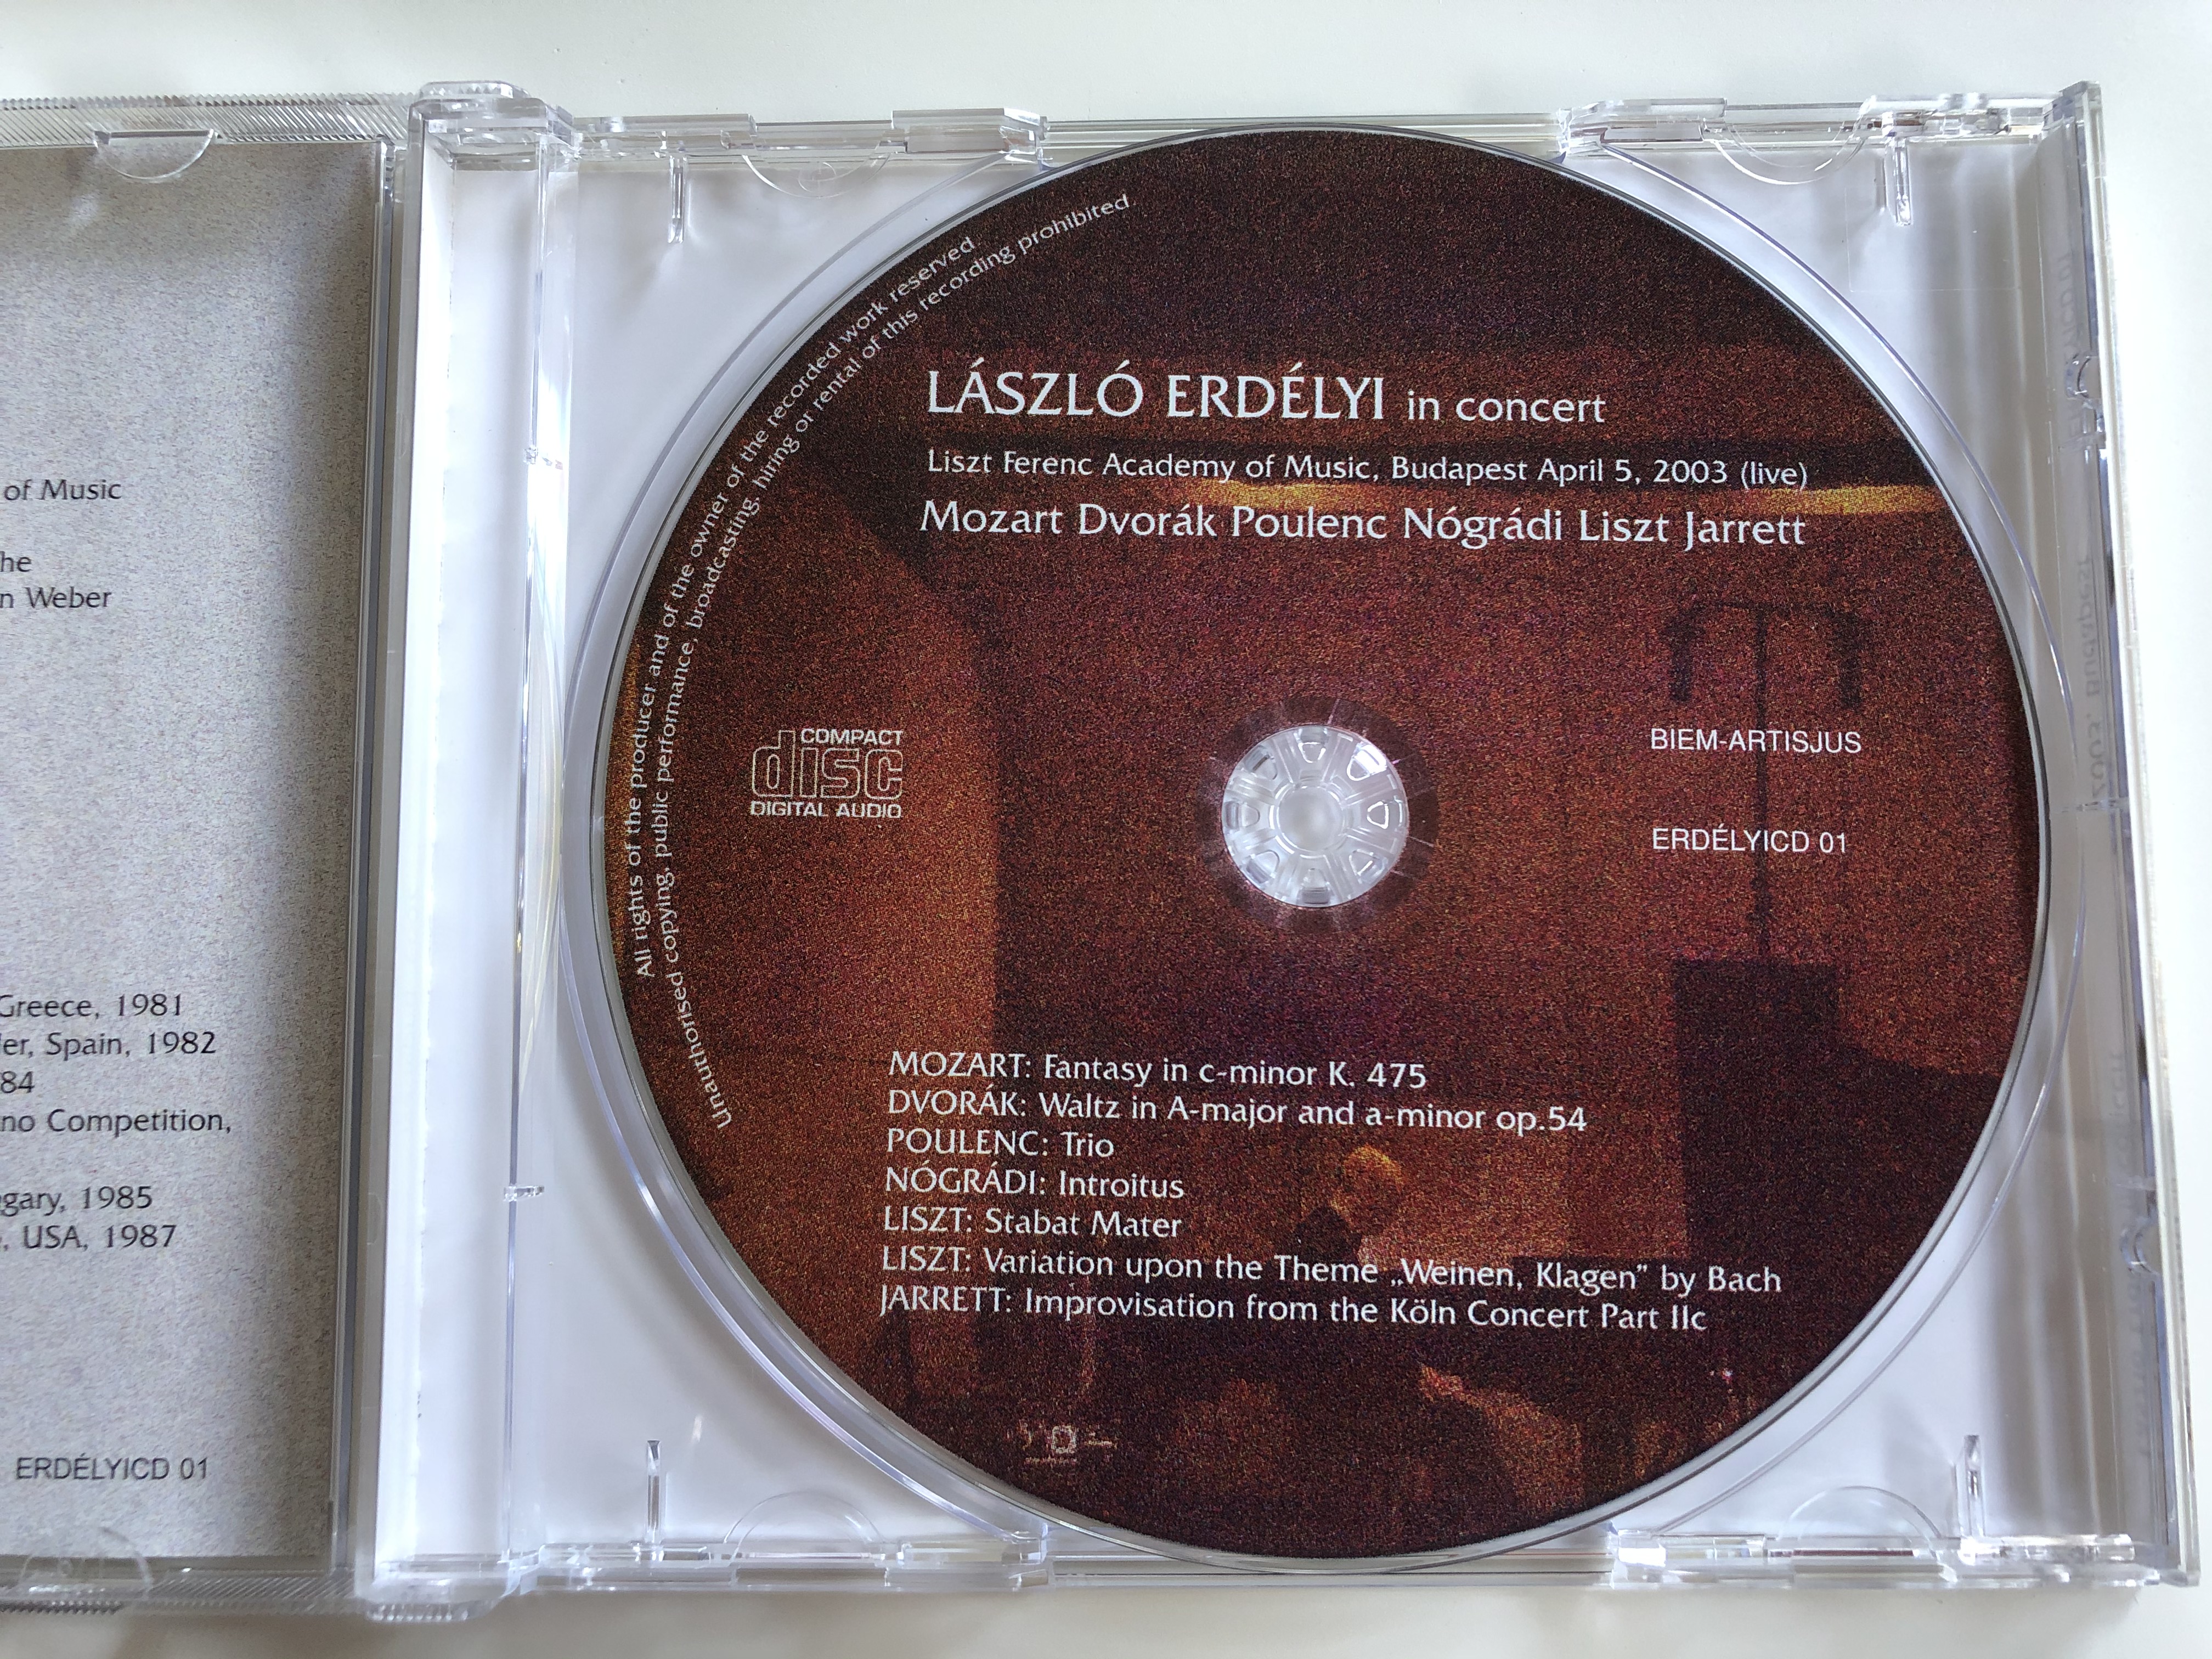 of Music
he
n Weber
Greece, 1981
er, Spain, 1982
84
no Competition,
gary, 1985
, USA, 1987
ERDÉLYICD 01
All rights of the producer and of the owner of the recorded work reserved.
Unauthorised copying, public performance, broadcasting, hiring or rental of this recording prohibited.
LÁSZLÓ ERDÉLYI in concert
Liszt Ferenc Academy of Music, Budapest April 5, 2003 (live)
Mozart Dvorák Poulenc Nógrádi Liszt Jarrett
COMPACT
disc
DIGITAL AUDIO
BIEM-ARTISJUS
ERDÉLYICD 01
MOZART: Fantasy in c-minor K. 475
DVORÁK: Waltz in A-major and a-minor op.54
POULENC: Trio
NÓGRÁDI: Introitus
LISZT: Stabat Mater
LISZT: Variation upon the Theme „Weinen, Klagen” by Bach
JARRETT: Improvisation from the Köln Concert Part IIc